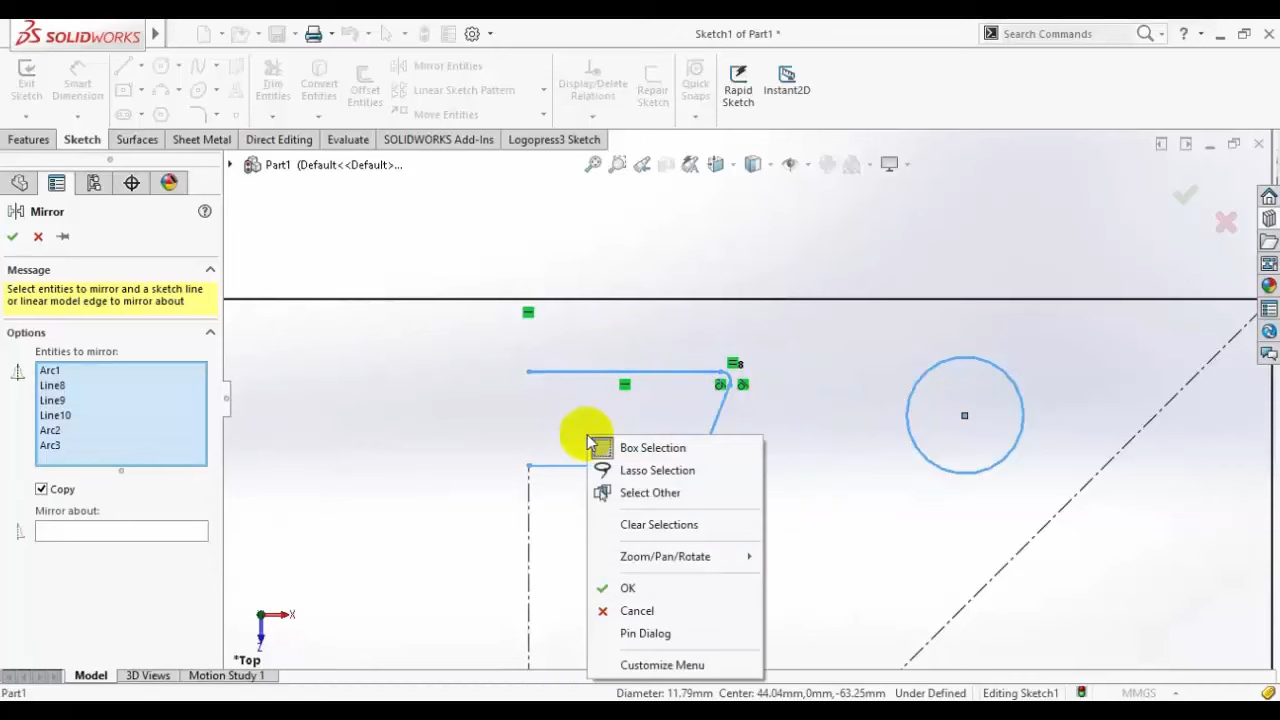 SOLIDWORKS
Sketch1 of Part1 *
Search Commands
?
Exit Sketch
Smart Dimension
Trim Entities
Convert Entities
Offset Entities
Mirror Entities
Linear Sketch Pattern
Move Entities
Display/Delete Relations
Repair Sketch
Quick Snaps
Rapid Sketch
Instant2D
Features
Sketch
Surfaces
Sheet Metal
Direct Editing
Evaluate
SOLIDWORKS Add-Ins
Logopress3 Sketch
Part1 (Default<<Default>...
Mirror
?
Message
Select entities to mirror and a sketch line
or linear model edge to mirror about
Options
Entities to mirror:
Arc1
Line8
Line9
Line10
Arc2
Arc3
Copy
Mirror about:
8
Box Selection
Lasso Selection
Select Other
Clear Selections
Zoom/Pan/Rotate
OK
Cancel
Pin Dialog
Customize Menu
X
Z
*Top
Model
3D Views
Motion Study 1
Part1
Diameter: 11.79mm Center: 44.04mm,0mm,-63.25mm
Under Defined
Editing Sketch1
MMGS